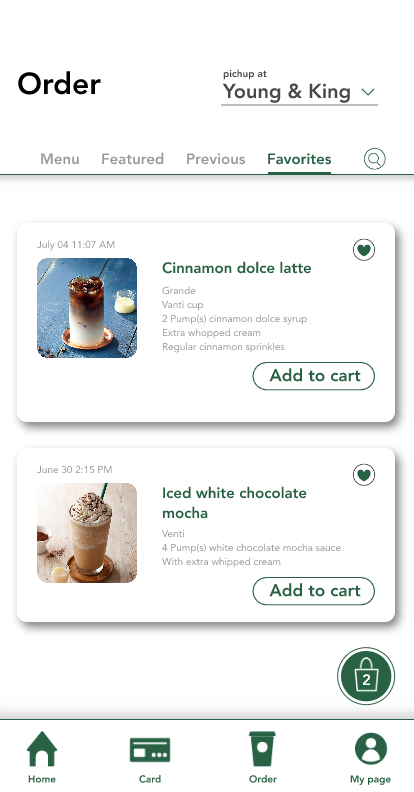 Order
pickup at
Young & King
Menu Featured Previous Favorites
July 04 11:07 AM
Cinnamon dolce latte
Grande
Vanti cup
2 Pump(s) cinnamon dolce syrup
Extra whopped cream
Regular cinnamon sprinkles
Add to cart
June 30 2:15 PM
Iced white chocolate
mocha
Venti
4 Pump(s) white chocolate mocha sauce
With extra whipped cream
Add to cart
2
Home Card Order My page